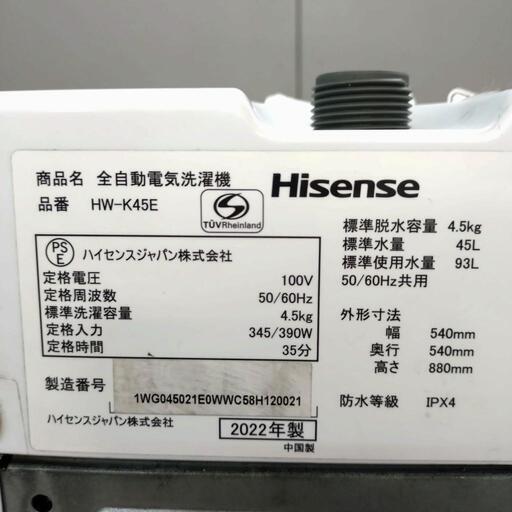 商品名 全自動電気洗濯機
品番 HW-K45E
Hisense
S
TÜVRheinland
PS
E
ハイセンスジャパン株式会社
定格電圧 100V
定格周波数 50/60Hz
標準洗濯容量 4.5kg
定格入力 345/390W
定格時間 35分
標準脱水容量 4.5kg
標準水量 45L
標準使用水量 93L
50/60Hz共用
外形寸法
幅 540mm
奥行 540mm
高さ 880mm
製造番号 1WG045021E0WWC58H120021
防水等級 IPX4
ハイセンスジャパン株式会社
2022年製
中国製